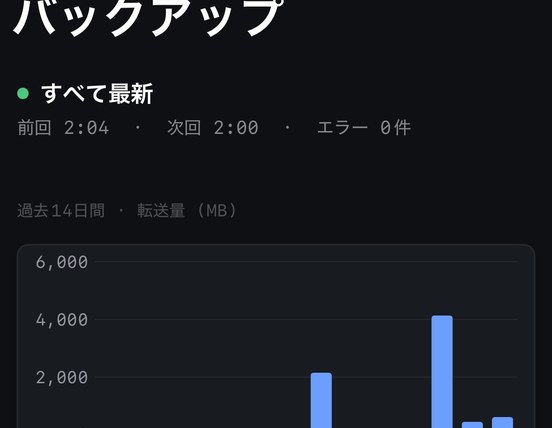 バックアップ
すべて最新
前回 2:04 · 次回 2:00 · エラー 0件
過去14日間 · 転送量 (MB)
6,000
4,000
2,000